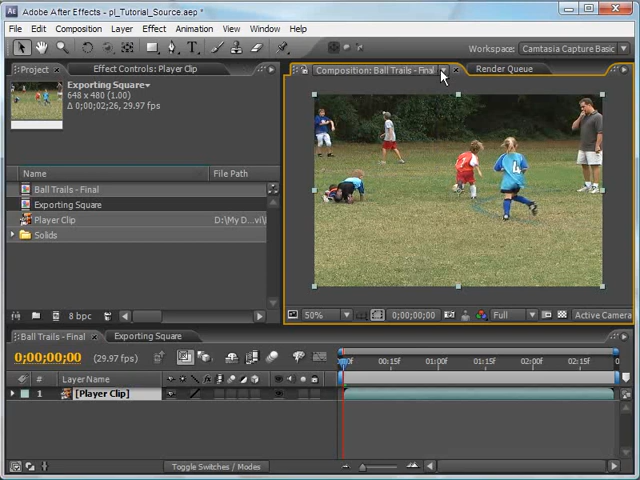 Adobe After Effects - pl_Tutorial_Source.aep *
File Edit Composition Layer Effect Animation View Window Help
Workspace: Camtasia Capture Basic
Project Effect Controls: Player Clip
Composition: Ball Trails - Final Render Queue
Exporting Square
648 x 480 (1.00)
Δ 0;00;02;26, 29.97 fps
Name File Path
Ball Trails - Final
Exporting Square
Player Clip D:\My D...vi\
Solids
8 bpc
50% 0;00;00;00 Full Active Camera
Ball Trails - Final Exporting Square
0;00;00;00 (29.97 fps)
00:15f 01:00f 01:15f 02:00f 02:15f
# Layer Name
1 [Player Clip]
Toggle Switches / Modes